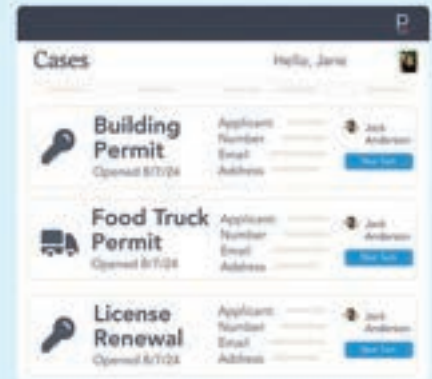 P
Cases
Hello, Jane
Building
Permit
Opened 8/7/24
Applicant
Number
Email
Address
Jack
Anderson
Food Truck
Permit
Opened 8/7/24
Applicant
Number
Email
Address
Jack
Anderson
License
Renewal
Opened 8/7/24
Applicant
Number
Email
Address
Jack
Anderson